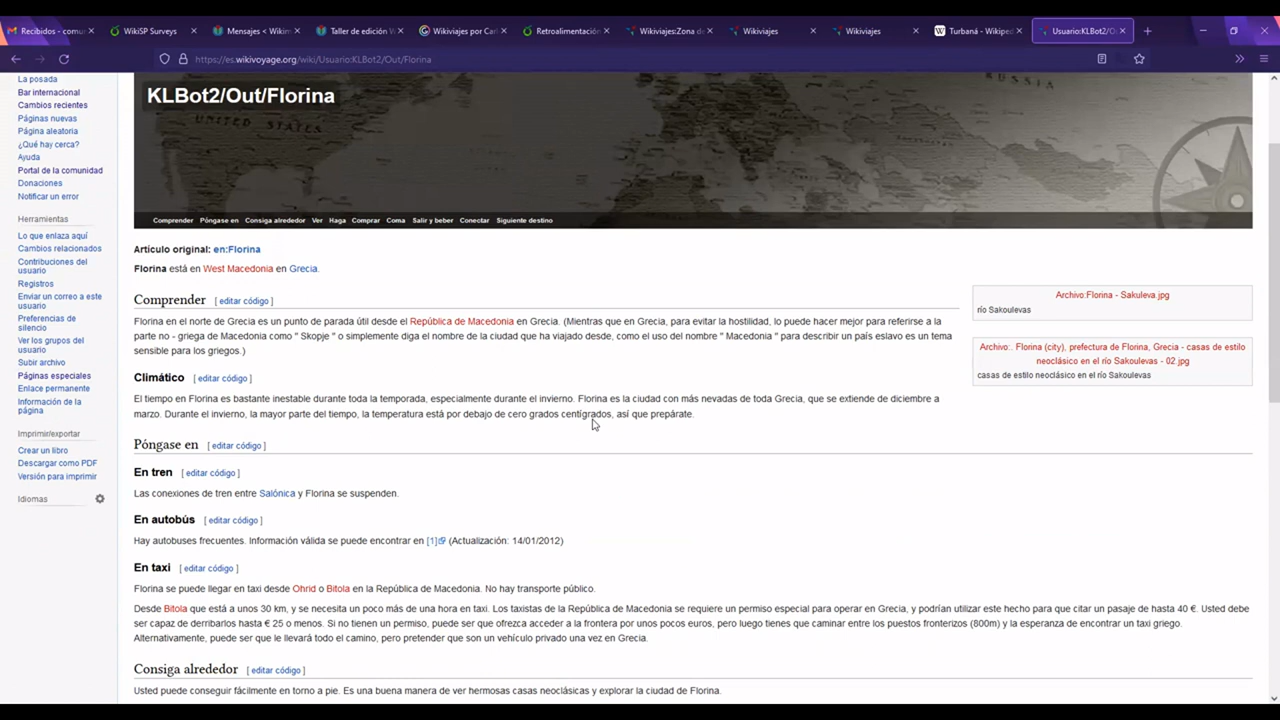 Recibidos - comu
WikiSP Surveys
Mensajes < Wikim
Taller de edición W
Wikiviajes por Car
Retroalimentación
Wikiviajes:Zona de
Wikiviajes
Wikiviajes
Turbaná - Wikipe
Usuario:KLBot2/O
https://es.wikivoyage.org/wiki/Usuario:KLBot2/Out/Florina
La posada
Bar internacional
Cambios recientes
Páginas nuevas
Página aleatoria
¿Qué hay cerca?
Ayuda
Portal de la comunidad
Donaciones
Notificar un error
Herramientas
Lo que enlaza aquí
Cambios relacionados
Contribuciones del
usuario
Registros
Enviar un correo a este
usuario
Preferencias de
silencio
Ver los grupos del
usuario
Subir archivo
Páginas especiales
Enlace permanente
Información de la
página
Imprimir/exportar
Crear un libro
Descargar como PDF
Versión para imprimir
Idiomas
KLBot2/Out/Florina
UNITED STATES
RUSSIA
Comprender Póngase en Consiga alrededor Ver Haga Comprar Coma Salir y beber Conectar Siguiente destino
Artículo original: en:Florina
Florina está en West Macedonia en Grecia.
Comprender [ editar código ]
Florina en el norte de Grecia es un punto de parada útil desde el República de Macedonia en Grecia. (Mientras que en Grecia, para evitar la hostilidad, lo puede hacer mejor para referirse a la
parte no - griega de Macedonia como " Skopje " o simplemente diga el nombre de la ciudad que ha viajado desde, como el uso del nombre " Macedonia " para describir un país eslavo es un tema
sensible para los griegos.)
Archivo:Florina - Sakuleva.jpg
río Sakoulevas
Archivo:. Florina (city), prefectura de Florina, Grecia - casas de estilo
neoclásico en el río Sakoulevas - 02.jpg
casas de estilo neoclásico en el río Sakoulevas
Climático [ editar código ]
El tiempo en Florina es bastante inestable durante toda la temporada, especialmente durante el invierno. Florina es la ciudad con más nevadas de toda Grecia, que se extiende de diciembre a
marzo. Durante el invierno, la mayor parte del tiempo, la temperatura está por debajo de cero grados centígrados, así que prepárate.
Póngase en [ editar código ]
En tren [ editar código ]
Las conexiones de tren entre Salónica y Florina se suspenden.
En autobús [ editar código ]
Hay autobuses frecuentes. Información válida se puede encontrar en [1] (Actualización: 14/01/2012)
En taxi [ editar código ]
Florina se puede llegar en taxi desde Ohrid o Bitola en la República de Macedonia. No hay transporte público.
Desde Bitola que está a unos 30 km, y se necesita un poco más de una hora en taxi. Los taxistas de la República de Macedonia se requiere un permiso especial para operar en Grecia, y podrían utilizar este hecho para que citar un pasaje de hasta 40 €. Usted debe
ser capaz de derribarlos hasta € 25 o menos. Si no tienen un permiso, puede ser que ofrezca acceder a la frontera por unos pocos euros, pero luego tienes que caminar entre los puestos fronterizos (800m) y la esperanza de encontrar un taxi griego.
Alternativamente, puede ser que le llevará todo el camino, pero pretender que son un vehículo privado una vez en Grecia.
Consiga alrededor [ editar código ]
Usted puede conseguir fácilmente en torno a pie. Es una buena manera de ver hermosas casas neoclásicas y explorar la ciudad de Florina.